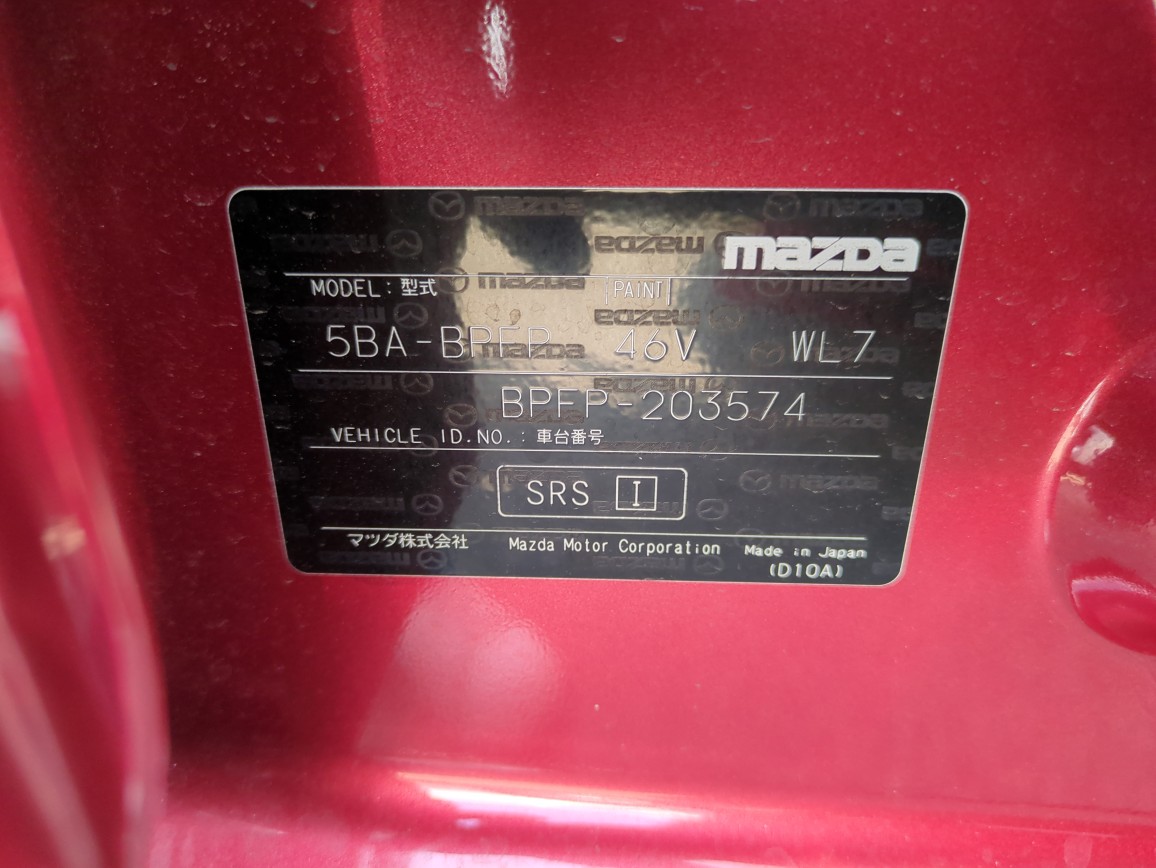 mazda
MODEL : 型式 PAINT
5BA-BPFP 46V WL7
BPFP-203574
VEHICLE ID.NO. : 車台番号
SRS I
マツダ株式会社 Mazda Motor Corporation Made in Japan
(D10A)